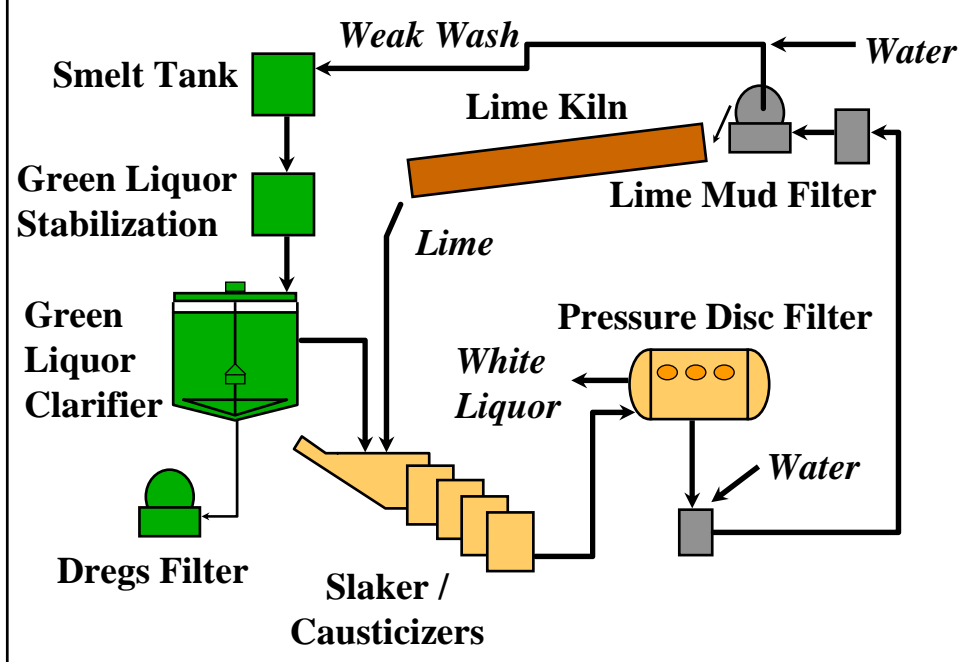 Weak Wash
Water
Smelt Tank
Lime Kiln
Green Liquor
Stabilization
Lime Mud Filter
Lime
Green
Liquor
Clarifier
Pressure Disc Filter
White
Liquor
Water
Dregs Filter
Slaker /
Causticizers